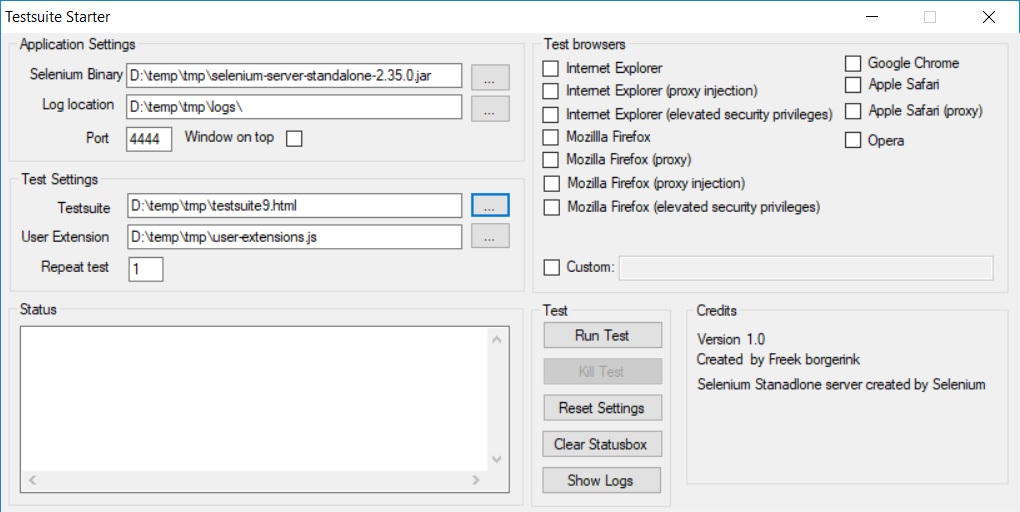 Testsuite Starter
Application Settings
Selenium Binary D:\temp\tmp\selenium-server-standalone-2.35.0.jar ...
Log location D:\temp\tmp\logs\ ...
Port 4444 Window on top
Test Settings
Testsuite D:\temp\tmp\testsuite9.html ...
User Extension D:\temp\tmp\user-extensions.js ...
Repeat test 1
Test browsers
Internet Explorer
Internet Explorer (proxy injection)
Internet Explorer (elevated security privileges)
Mozilla Firefox
Mozilla Firefox (proxy)
Mozilla Firefox (proxy injection)
Mozilla Firefox (elevated security privileges)
Google Chrome
Apple Safari
Apple Safari (proxy)
Opera
Custom:
Status
Test
Run Test
Kill Test
Reset Settings
Clear Statusbox
Show Logs
Credits
Version 1.0
Created by Freek borgerink
Selenium Stanadlone server created by Selenium